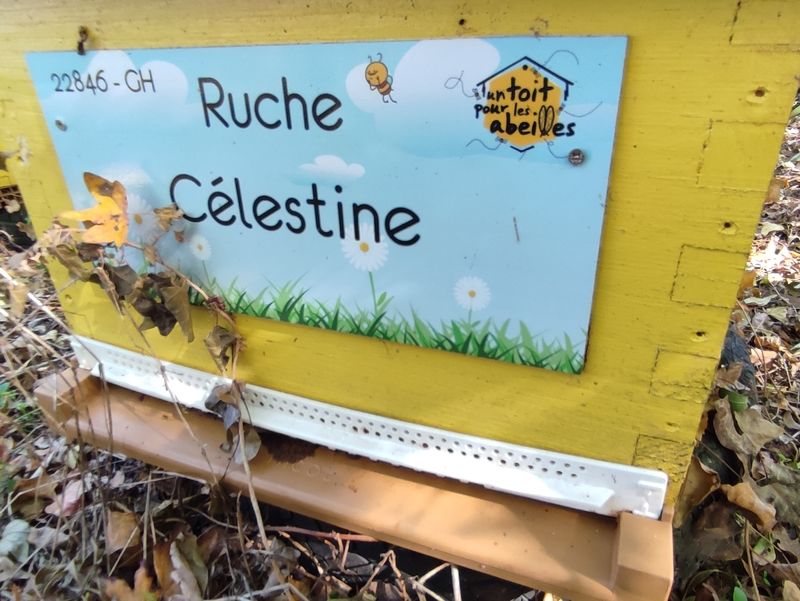 22846-GH
Ruche
Célestine
un toit
pour les
abeilles